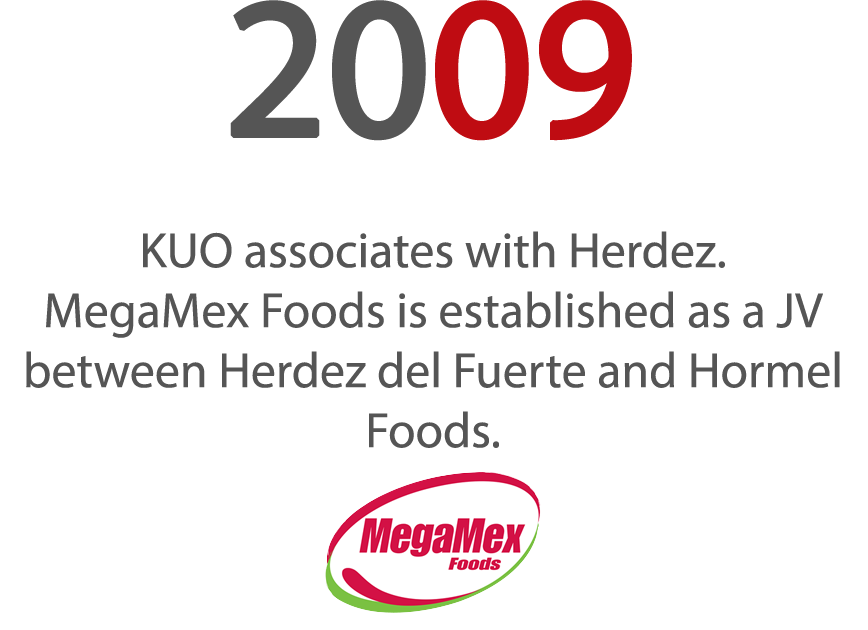 2009
KUO associates with Herdez.
MegaMex Foods is established as a JV
between Herdez del Fuerte and Hormel
Foods.
MegaMex
Foods